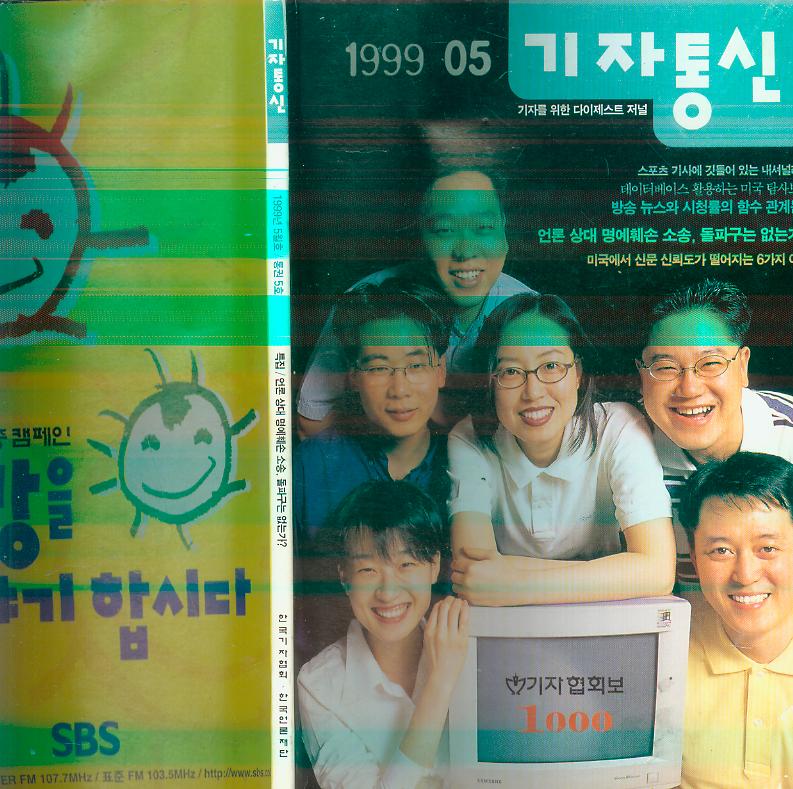 1999 05
기자통신
기자를 위한 다이제스트 저널
스포츠 기사에 깃들어 있는 내셔널리
데이터베이스 활용하는 미국 탐사보
방송 뉴스와 시청률의 함수 관계는
언론 상대 명예훼손 소송, 돌파구는 없는가
미국에서 신문 신뢰도가 떨어지는 6가지 이
기자협회보
1000
SAMSUNG
기자통신
1999년 5월호
통권 5호
특집 / 언론 상대 명예훼손 소송, 돌파구는 없는가?
한국기자협회 · 한국언론재단
캠페인
을
기 합시다
SBS
ER FM 107.7MHz / 표준 FM 103.5MHz / http://www.sbs.co